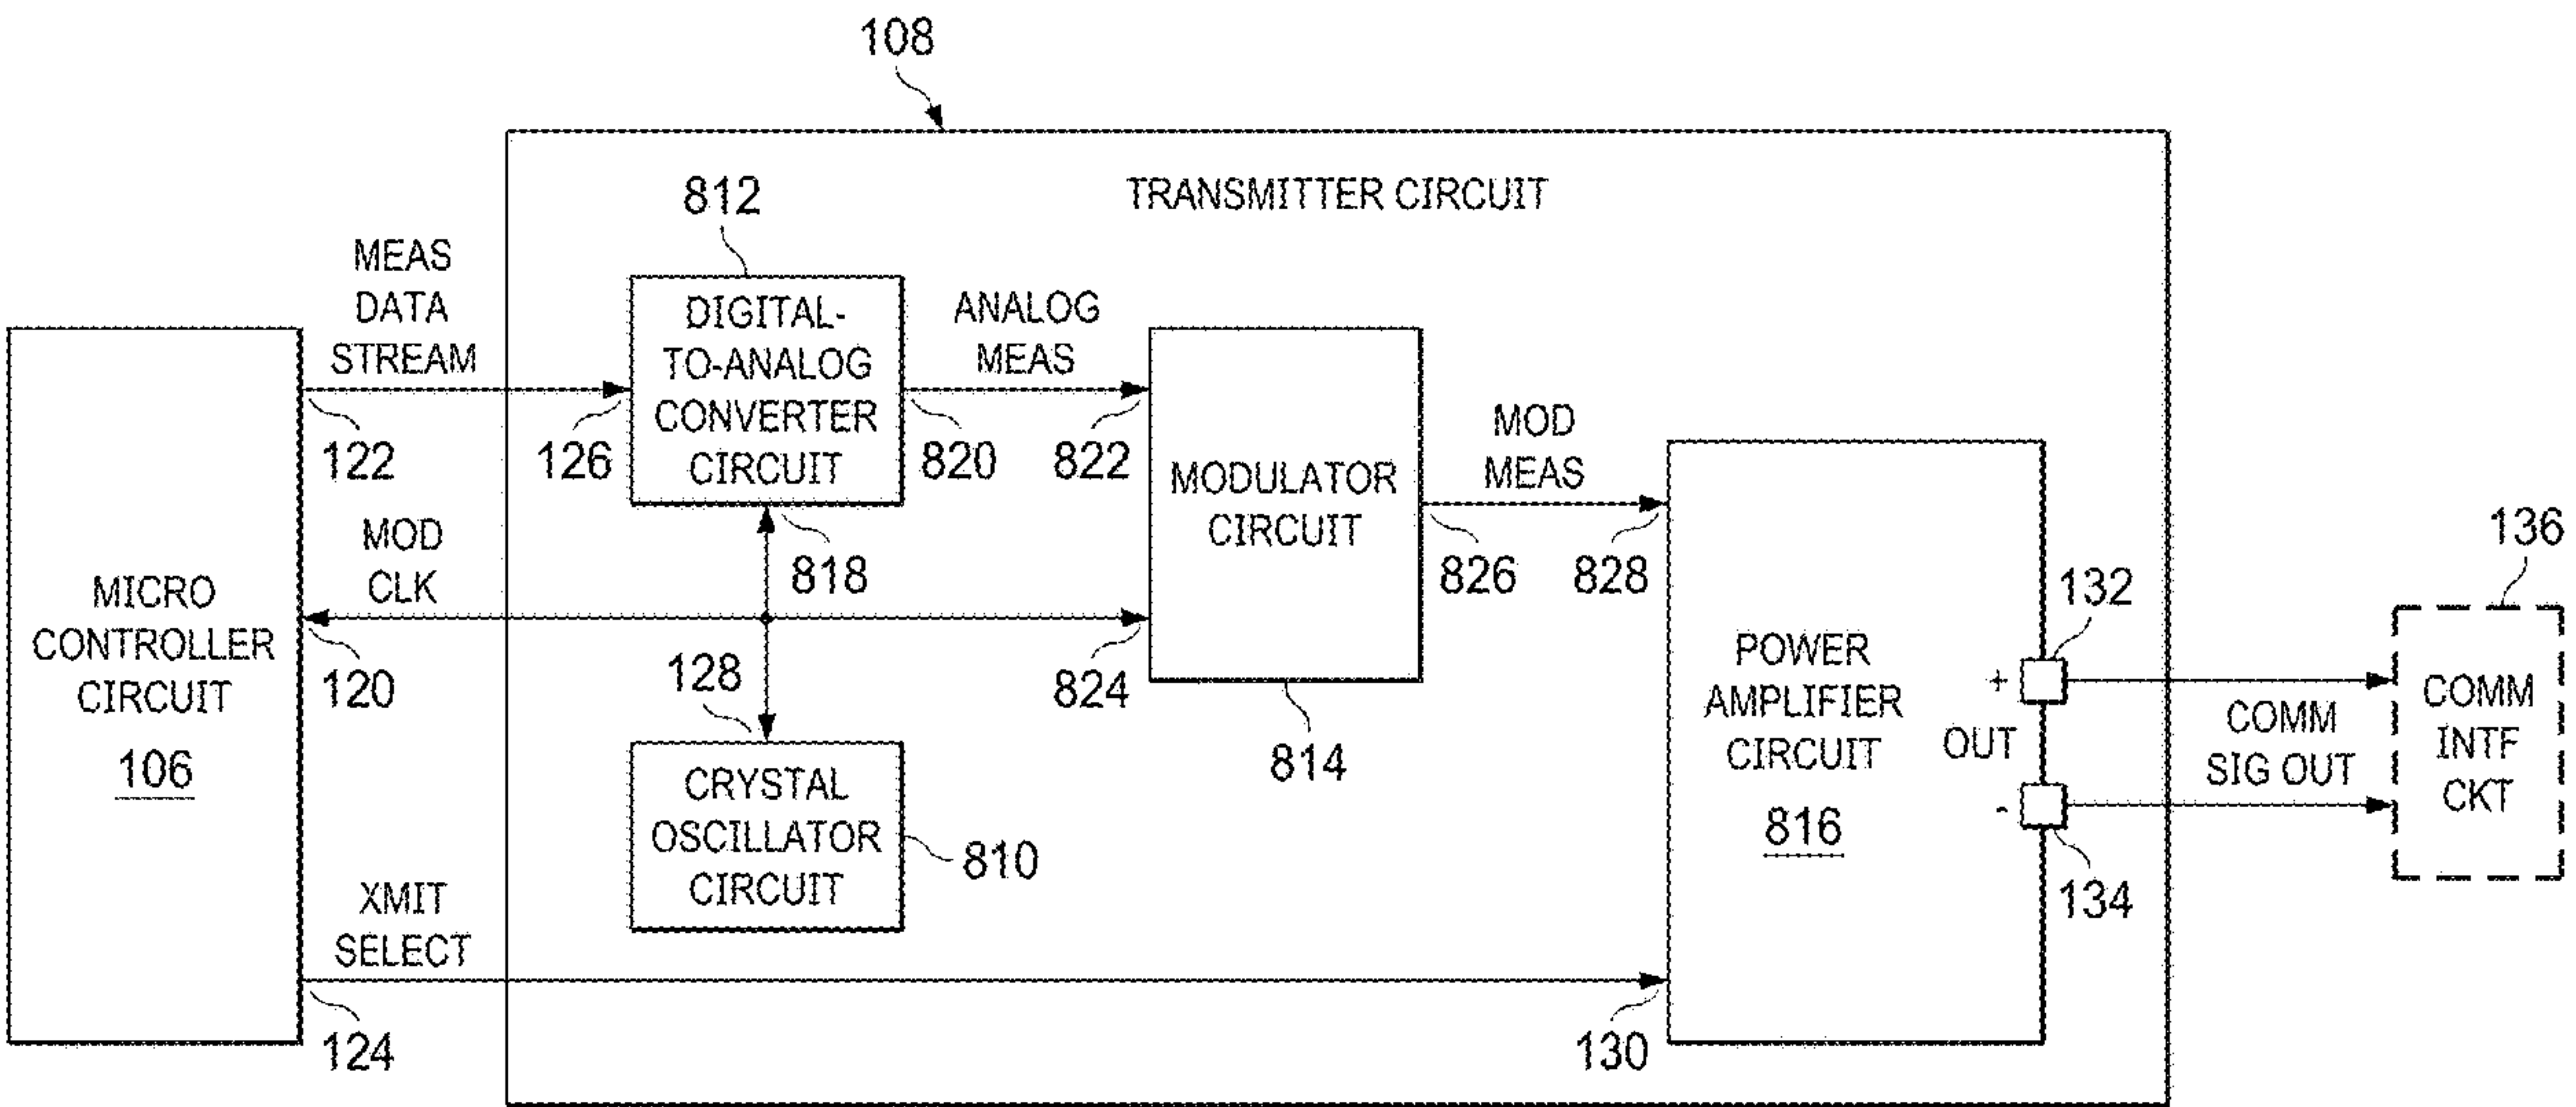 108
TRANSMITTER CIRCUIT
812
MEAS
DATA
STREAM
DIGITAL-
TO-ANALOG
CONVERTER
CIRCUIT
ANALOG
MEAS
122
126
820
822
MOD
CLK
818
MICRO
CONTROLLER
CIRCUIT
106
120
128
824
MODULATOR
CIRCUIT
814
MOD
MEAS
826
828
CRYSTAL
OSCILLATOR
CIRCUIT
810
XMIT
SELECT
124
130
POWER
AMPLIFIER
CIRCUIT
816
+
OUT
-
132
134
COMM
SIG OUT
136
COMM
INTF
CKT